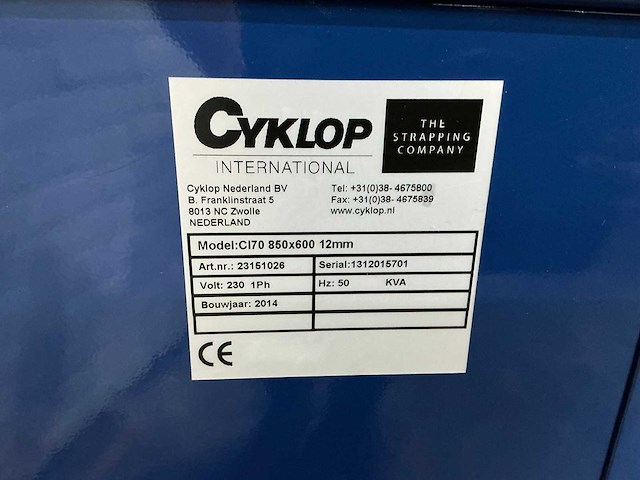 CYKLOP
INTERNATIONAL
THE
STRAPPING
COMPANY
Cyklop Nederland BV
B. Franklinstraat 5
8013 NC Zwolle
NEDERLAND
Tel: +31(0)38- 4675800
Fax: +31(0)38- 4675839
www.cyklop.nl
Model:CI70 850x600 12mm
Art.nr.: 23151026 Serial:1312015701
Volt: 230 1Ph Hz: 50 KVA
Bouwjaar: 2014
CE